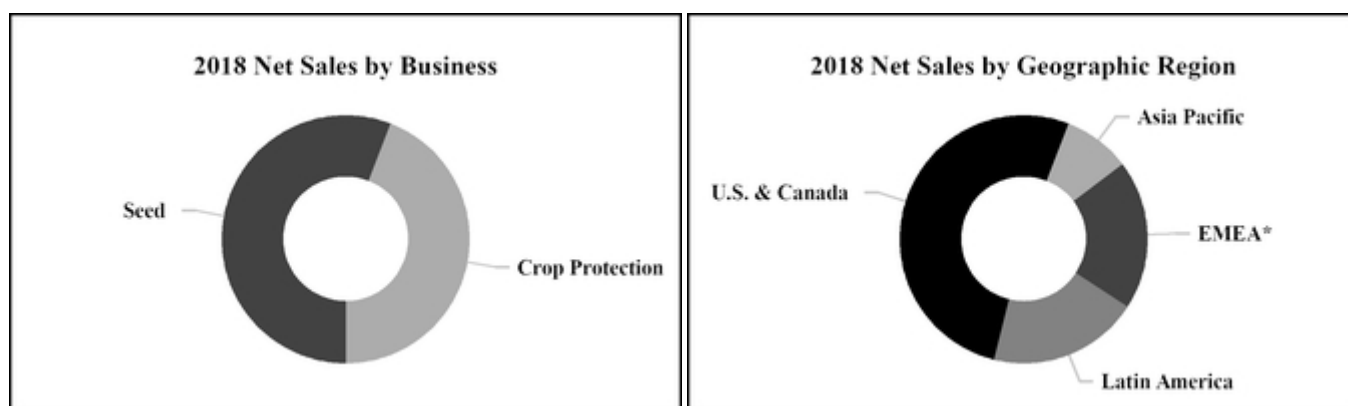 2018 Net Sales by Business
Seed
Crop Protection
2018 Net Sales by Geographic Region
Asia Pacific
U.S. & Canada
EMEA*
Latin America